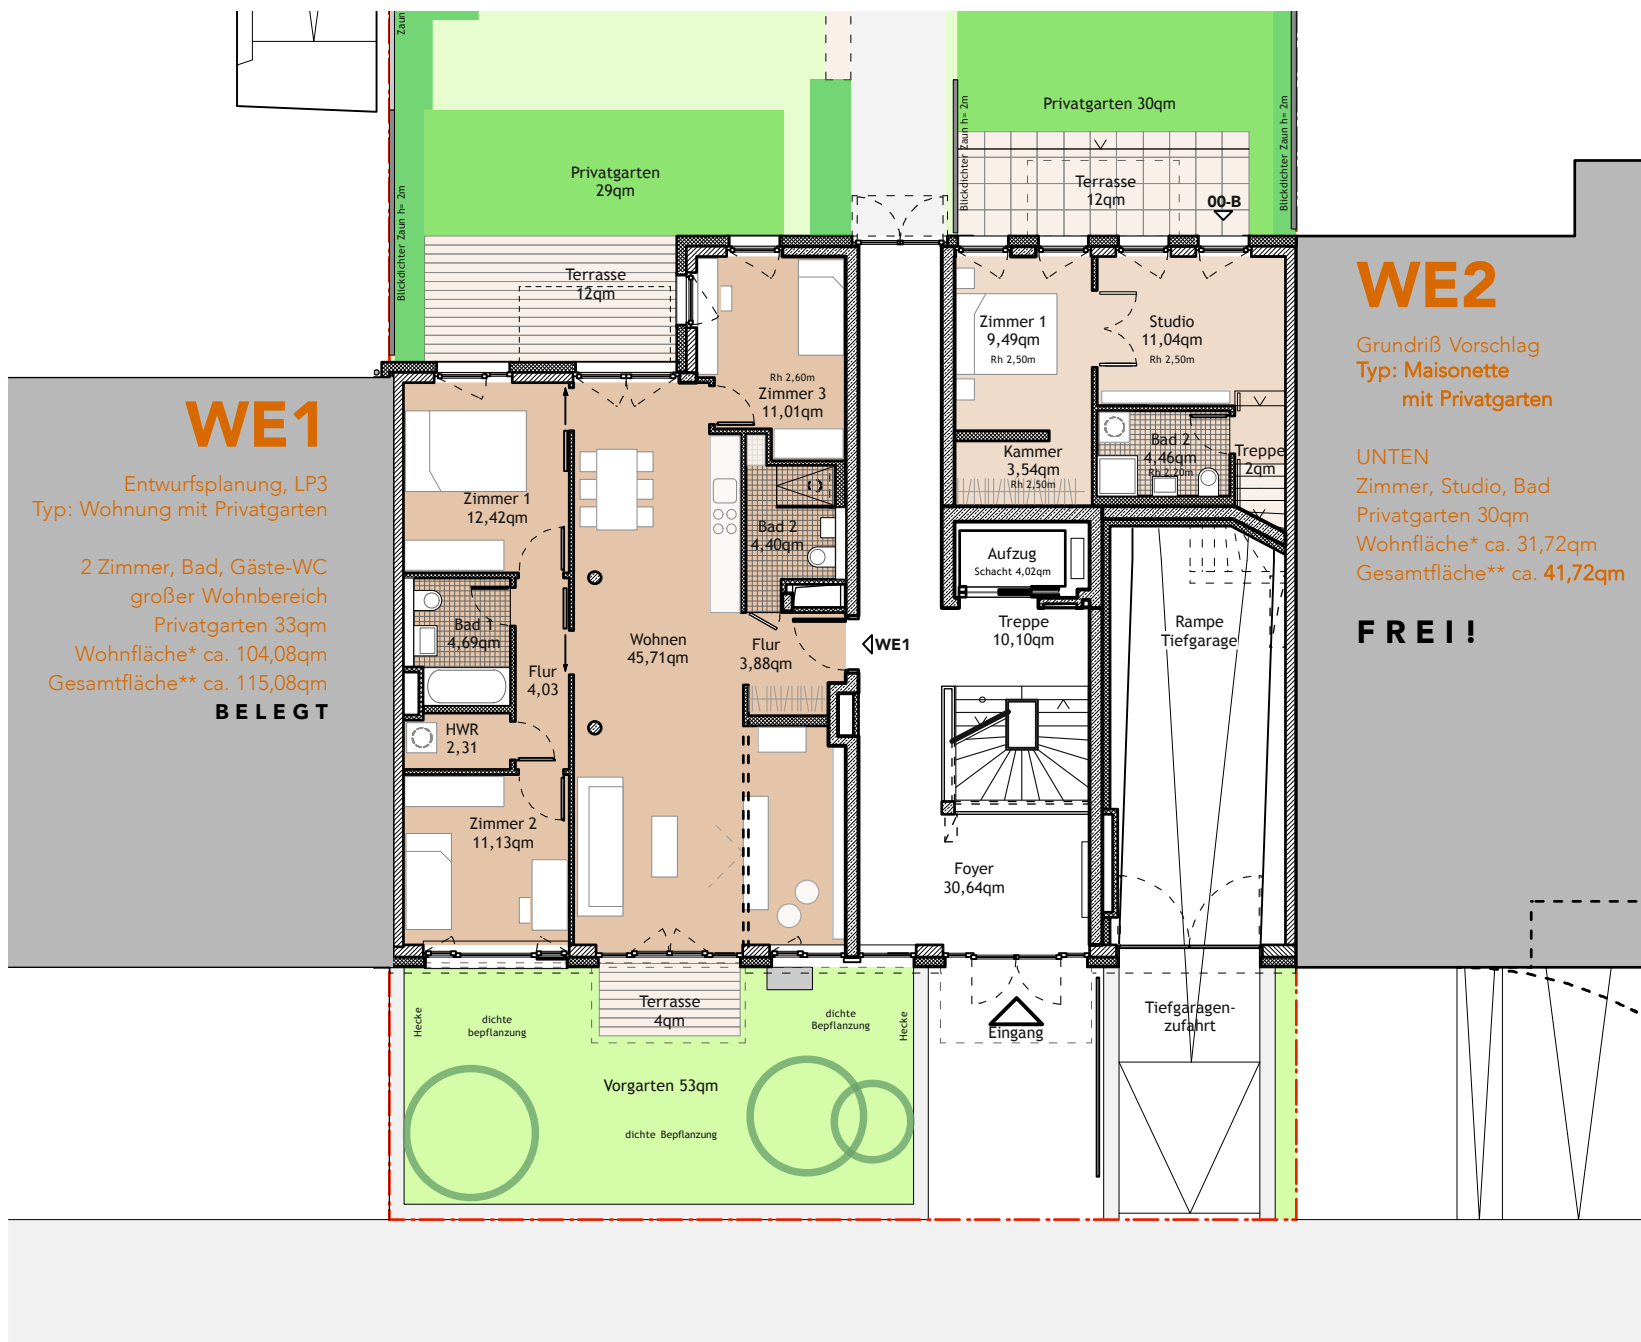 Zaun
Blickdichter Zaun h= 2m
Privatgarten
29qm
Terrasse
12qm
Privatgarten 30qm
Blickdichter Zaun h= 2m
Blickdichter Zaun h= 2m
Terrasse
12qm
00-B
WE1
Entwurfsplanung, LP3
Typ: Wohnung mit Privatgarten
2 Zimmer, Bad, Gäste-WC
großer Wohnbereich
Privatgarten 33qm
Wohnfläche* ca. 104,08qm
Gesamtfläche** ca. 115,08qm
BELEGT
Rh 2,60m
Zimmer 3
11,01qm
Zimmer 1
12,42qm
Bad 2
4,40qm
Bad 1
4,69qm
Flur
4,03
Wohnen
45,71qm
Flur
3,88qm
WE1
HWR
2,31
Zimmer 2
11,13qm
Zimmer 1
9,49qm
Rh 2,50m
Studio
11,04qm
Rh 2,50m
Kammer
3,54qm
Rh 2,50m
Bad 2
4,46qm
Rh 2,20m
Treppe
2qm
Aufzug
Schacht 4,02qm
Treppe
10,10qm
Rampe
Tiefgarage
Foyer
30,64qm
WE2
Grundriß Vorschlag
Typ: Maisonette
mit Privatgarten
UNTEN
Zimmer, Studio, Bad
Privatgarten 30qm
Wohnfläche* ca. 31,72qm
Gesamtfläche** ca. 41,72qm
FREI!
Hecke
dichte
bepflanzung
Terrasse
4qm
dichte
Bepflanzung
Hecke
Eingang
Tiefgaragen-
zufahrt
Vorgarten 53qm
dichte Bepflanzung